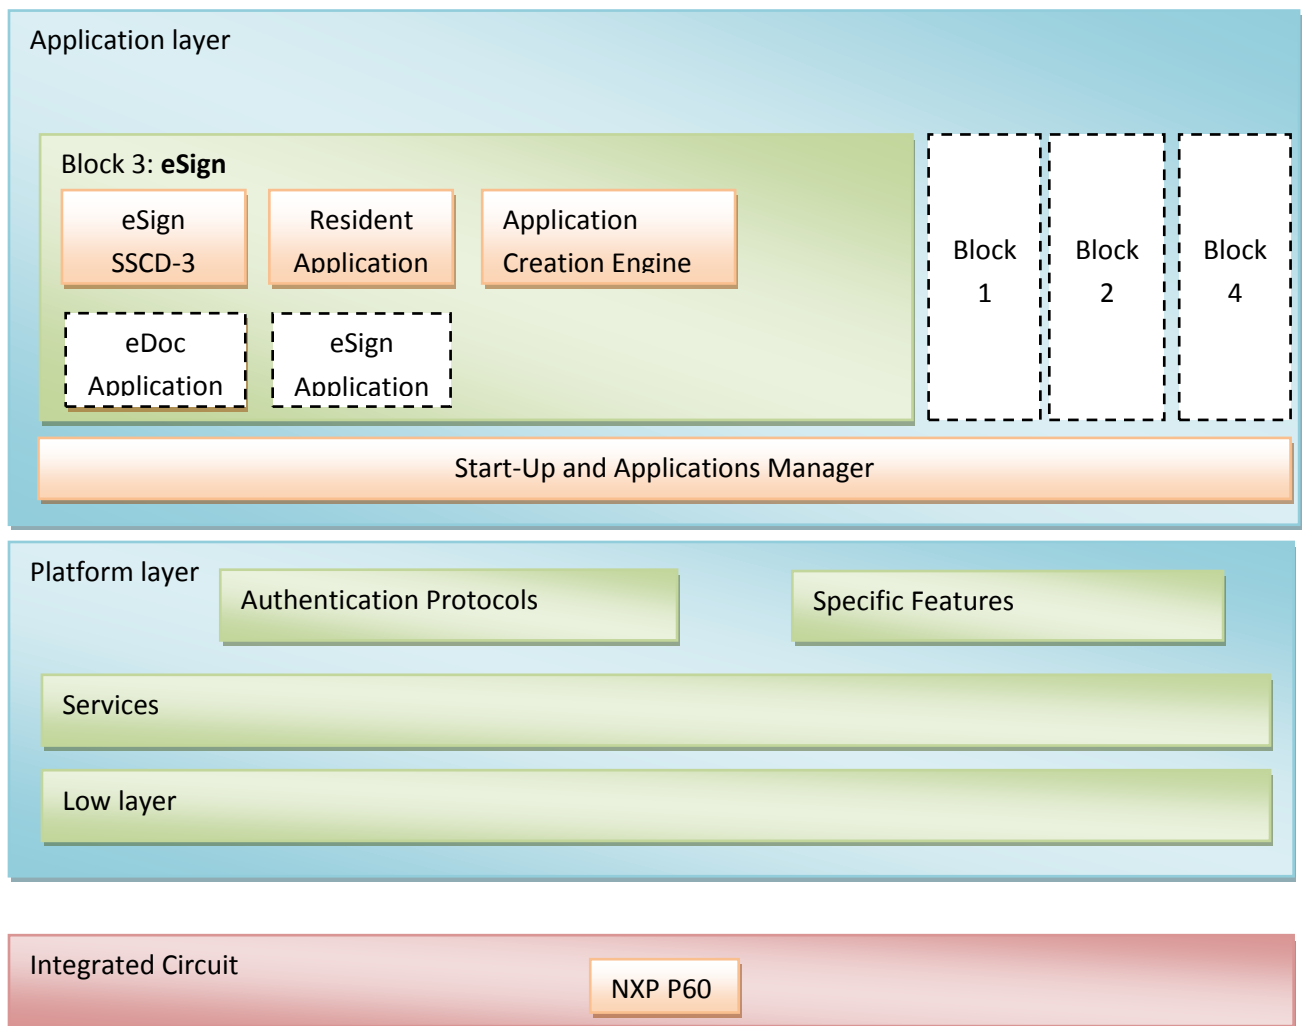 Application layer
Block 3: eSign
eSign
SSCD-3
Resident
Application
Application
Creation Engine
eDoc
Application
eSign
Application
Block
1
Block
2
Block
4
Start-Up and Applications Manager
Platform layer
Authentication Protocols
Specific Features
Services
Low layer
Integrated Circuit
NXP P60